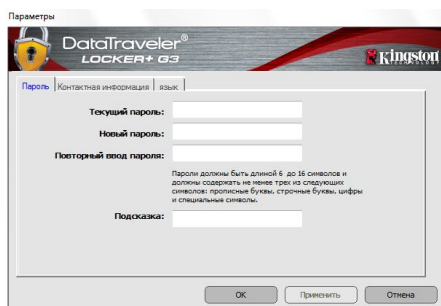 Параметры
DataTraveler®
LOCKER+ G3
Kingston
TECHNOLOGY
Пароль
Контактная информация
язык
Текущий пароль:
Новый пароль:
Повторный ввод пароля:
Пароли должны быть длиной 6 до 16 символов и
должны содержать не менее трех из следующих
символов: прописные буквы, строчные буквы, цифры
и специальные символы.
Подсказка:
OK
Применить
Отмена